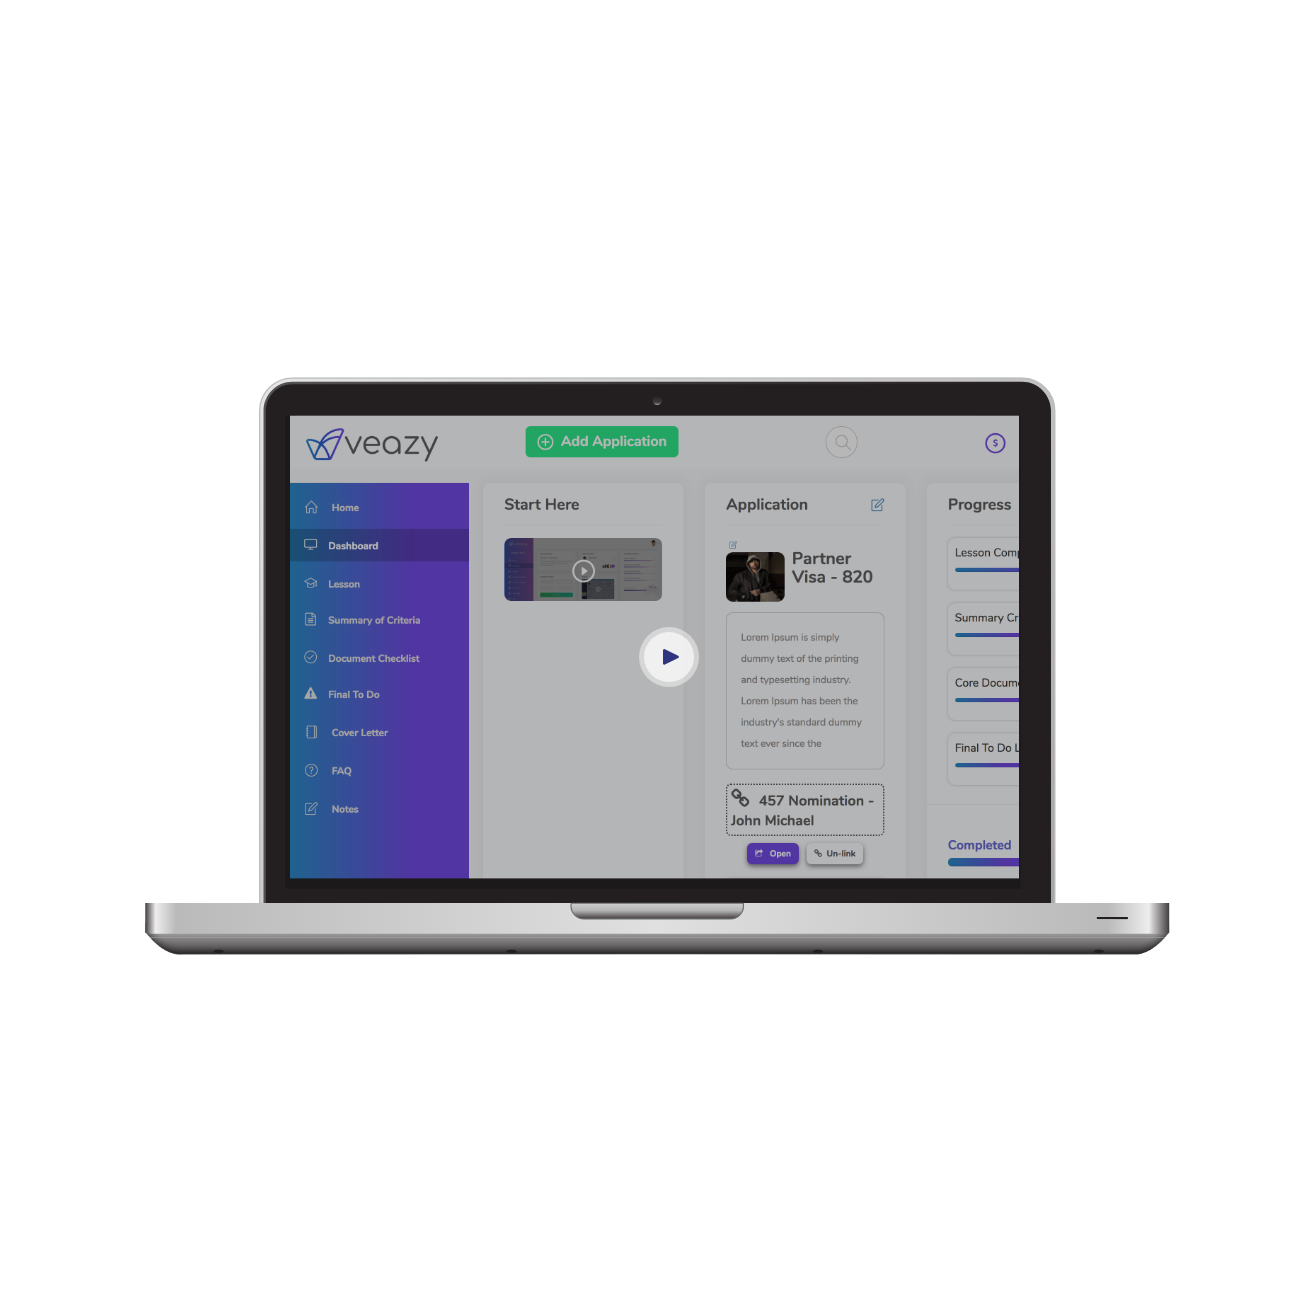 veazy
Add Application
$
Home
Dashboard
Lesson
Summary of Criteria
Document Checklist
Final To Do
Cover Letter
FAQ
Notes
Start Here
Application
Partner
Visa - 820
Lorem Ipsum is simply
dummy text of the printing
and typesetting industry.
Lorem Ipsum has been the
industry's standard dummy
text ever since the
457 Nomination -
John Michael
Open
Un-link
Progress
Lesson Comp
Summary Cr
Core Docum
Final To Do L
Completed